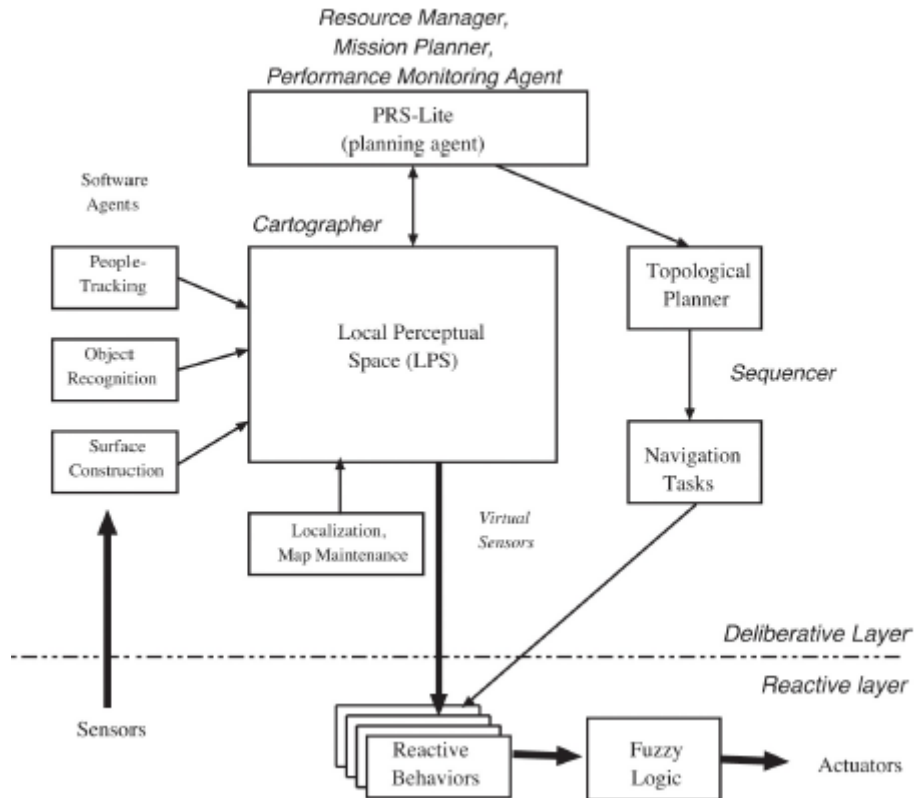 Resource Manager,
Mission Planner,
Performance Monitoring Agent
PRS-Lite
(planning agent)
Software
Agents
Cartographer
People-
Tracking
Object
Recognition
Surface
Construction
Local Perceptual
Space (LPS)
Topological
Planner
Sequencer
Navigation
Tasks
Localization,
Map Maintenance
Virtual
Sensors
Deliberative Layer
Reactive layer
Sensors
Reactive
Behaviors
Fuzzy
Logic
Actuators